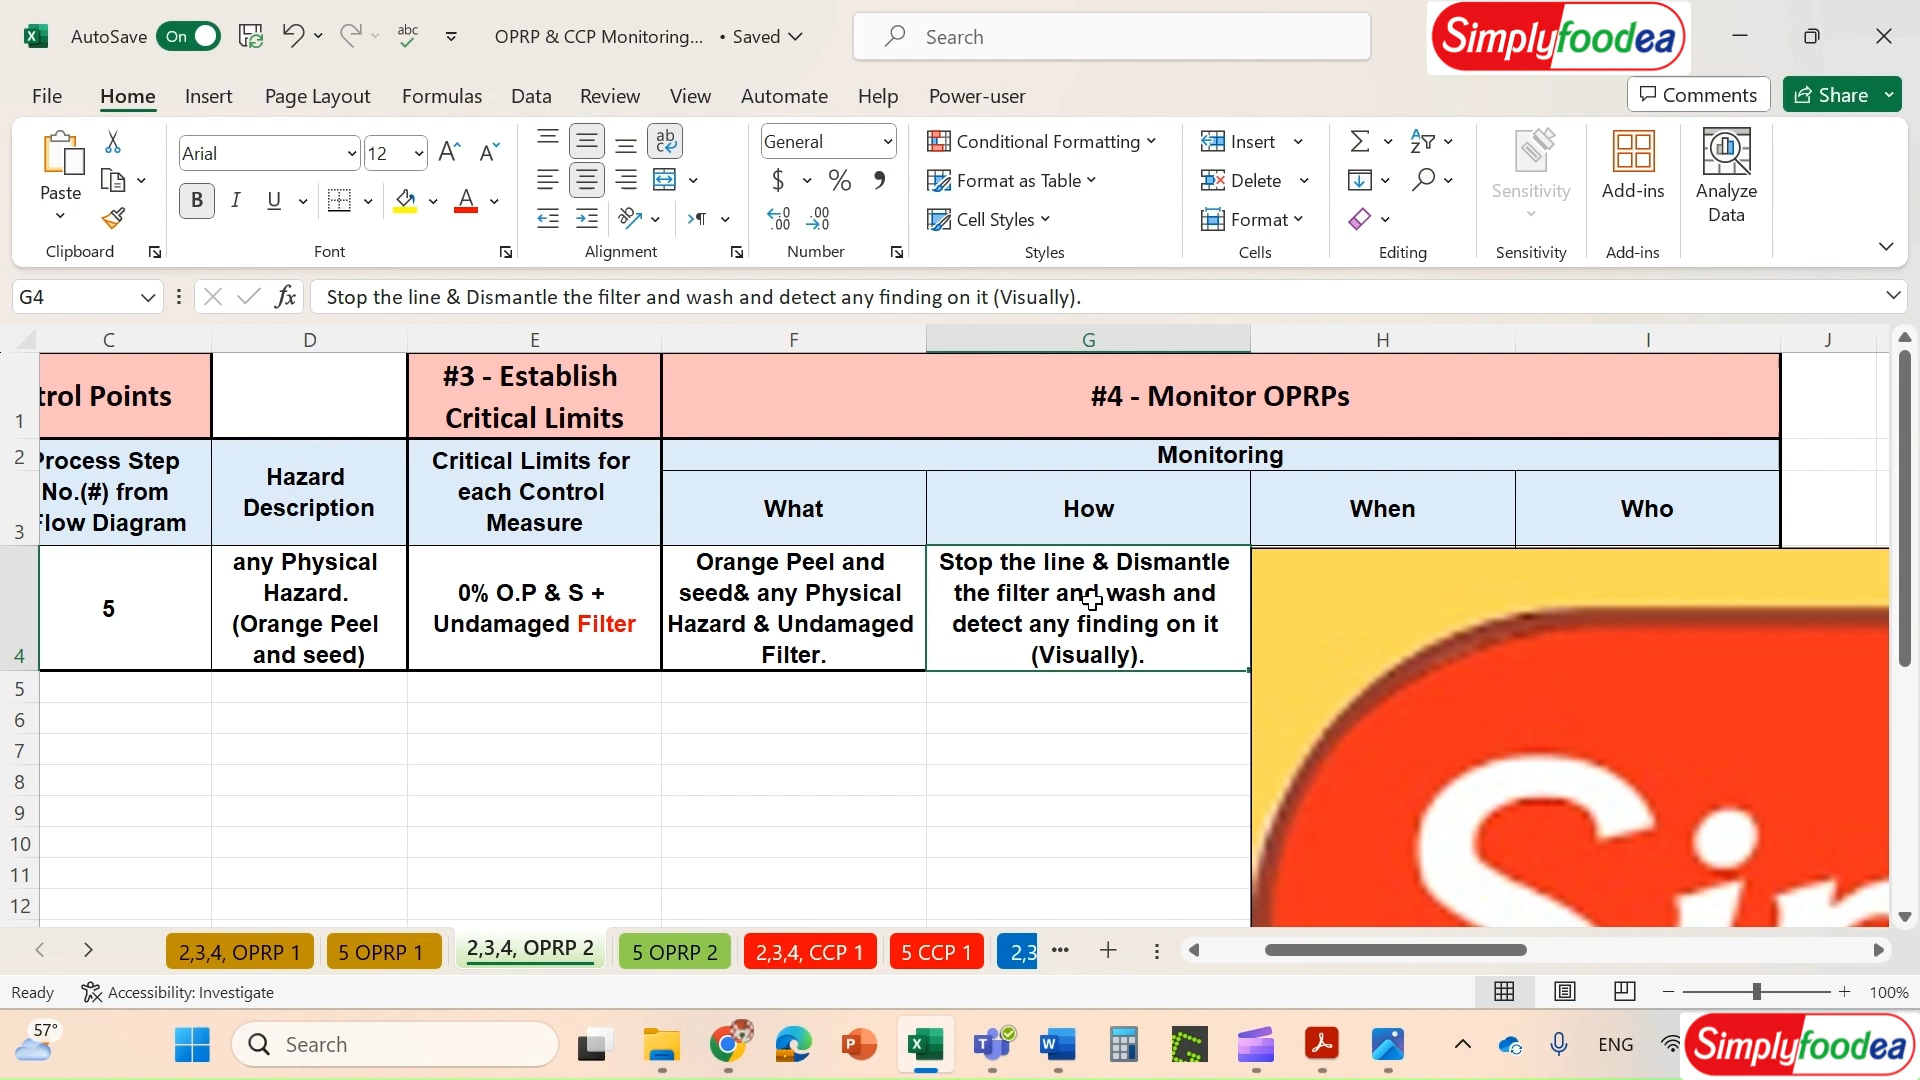 AutoSave On abc OPRP & CCP Monitoring... • Saved Search Simplyfoodea
File Home Insert Page Layout Formulas Data Review View Automate Help Power-user Comments Share
Arial 12 ab General Conditional Formatting Insert
Paste B I U $ % Format as Table Delete Sensitivity Add-ins Analyze
Data
Cell Styles Format
Clipboard Font Alignment Number Styles Cells Editing Sensitivity Add-ins
G4 fx Stop the line & Dismantle the filter and wash and detect any finding on it (Visually).
C D E F G H I J
1 trol Points #3 - Establish
Critical Limits #4 - Monitor OPRPs
2 Process Step
No.(#) from
Flow Diagram Hazard
Description Critical Limits for
each Control
Measure Monitoring
3 What How When Who
4 5 any Physical
Hazard.
(Orange Peel
and seed) 0% O.P & S +
Undamaged Filter Orange Peel and
seed& any Physical
Hazard & Undamaged
Filter. Stop the line & Dismantle
the filter and wash and
detect any finding on it
(Visually).
5
6
7
8
9
10
11
12
Sin
2,3,4, OPRP 1 5 OPRP 1 2,3,4, OPRP 2 5 OPRP 2 2,3,4, CCP 1 5 CCP 1 2,3
Ready Accessibility: Investigate 100%
57° Search ENG Simplyfoodea